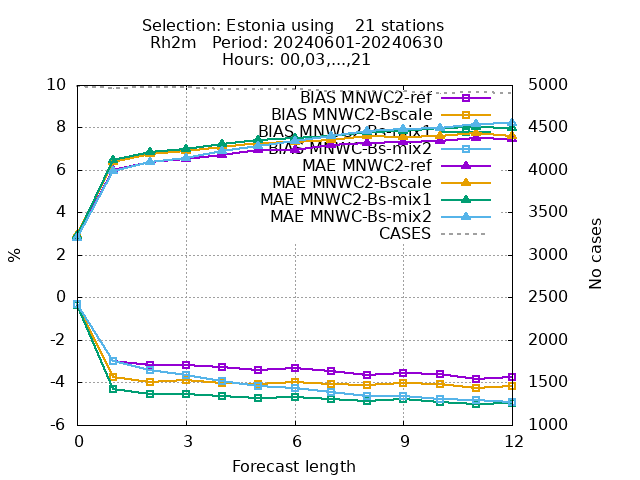 Selection: Estonia using    21 stations
Rh2m   Period: 20240601-20240630
Hours: 00,03,...,21
10
8
6
4
2
0
-2
-4
-6
%
5000
4500
4000
3500
3000
2500
2000
1500
1000
No cases
BIAS MNWC2-ref
BIAS MNWC2-Bscale
BIAS MNWC2-Bs-mix1
BIAS MNWC-Bs-mix2
MAE MNWC2-ref
MAE MNWC2-Bscale
MAE MNWC2-Bs-mix1
MAE MNWC-Bs-mix2
CASES
0 3 6 9 12
Forecast length